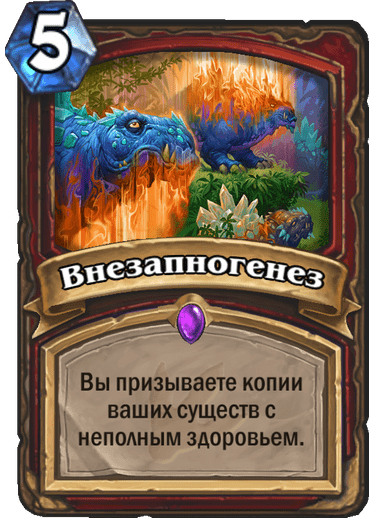 5
Внезапногенез
Вы призываете копии
ваших существ с
неполным здоровьем.